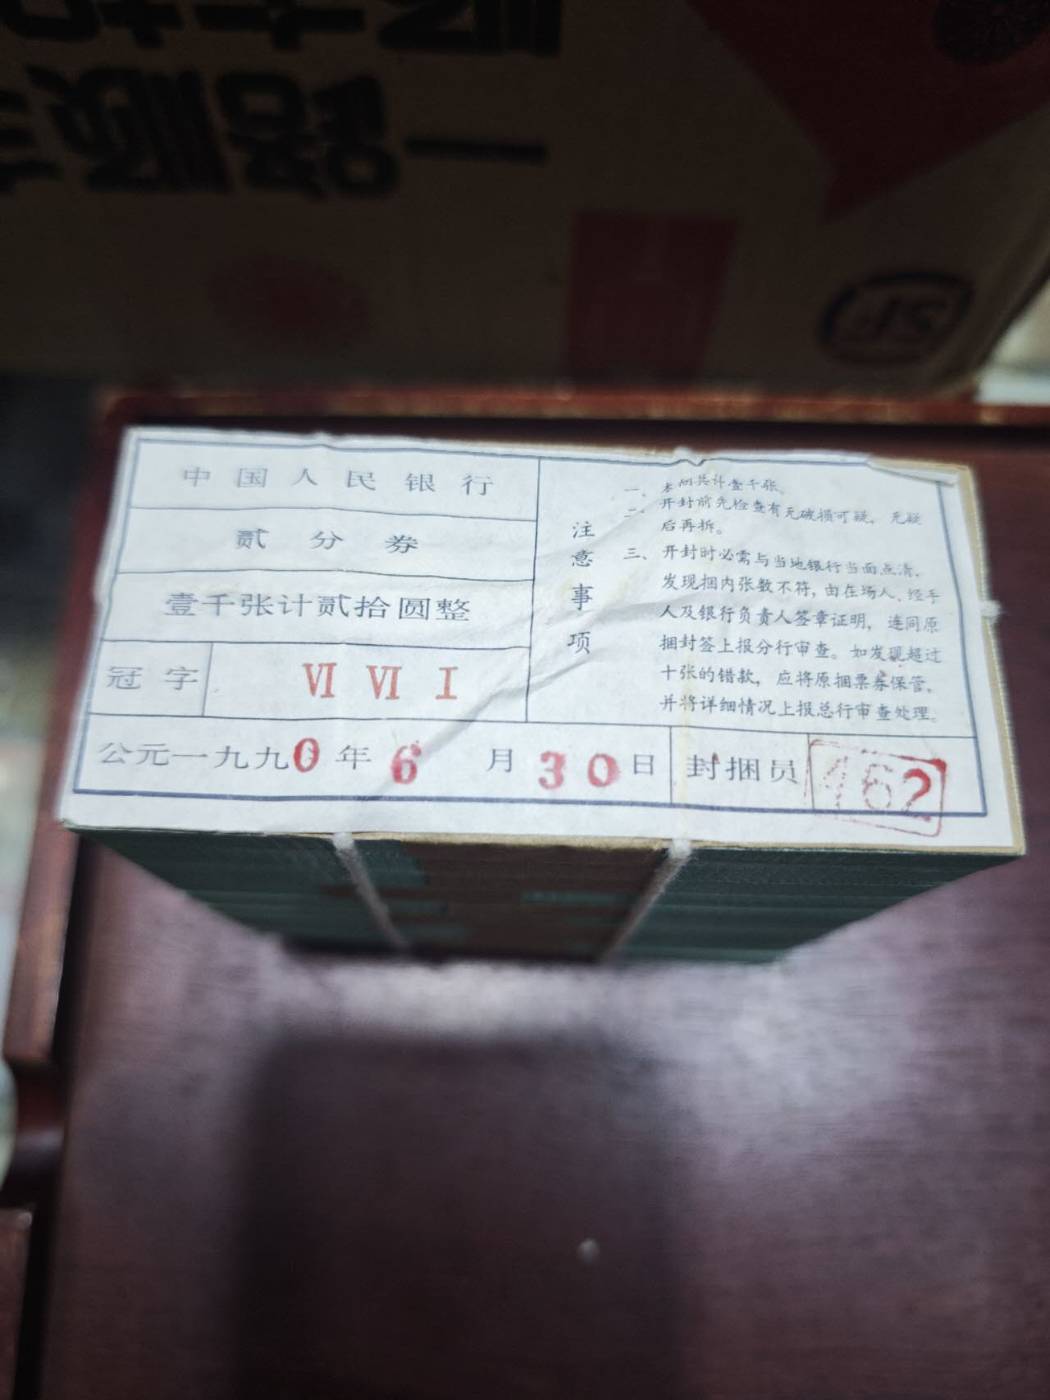 一路顺
中国人民银行
贰分券
壹千张计贰拾圆整
冠字 Ⅵ Ⅵ Ⅰ
公元一九九0年6月30日 封捆员 462
注意事项
一、本捆共计壹千张。
二、开封前先检查有无破损可疑，无疑
后再拆。
三、开封时必需与当地银行当面点清，
发现捆内张数不符，由在场人、经手
人及银行负责人签章证明，连同原
捆封签上报分行审查。如发现超过
十张的错款，应将原捆票券保管，
并将详细情况上报总行审查处理。